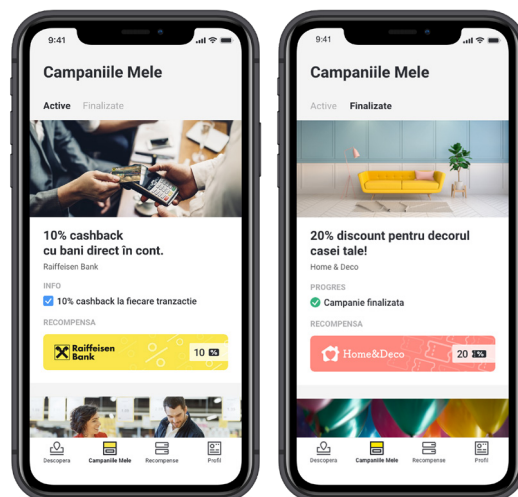 9:41
Campaniile Mele
Active Finalizate
10% cashback
cu bani direct în cont.
Raiffeisen Bank
INFO
10% cashback la fiecare tranzactie
RECOMPENSA
Raiffeisen
Bank
10 %
Descopera Campaniile Mele Recompense Profil
9:41
Campaniile Mele
Active Finalizate
20% discount pentru decorul
casei tale!
Home & Deco
PROGRES
Campanie finalizata
RECOMPENSA
Home&Deco
20 %
Descopera Campaniile Mele Recompense Profil